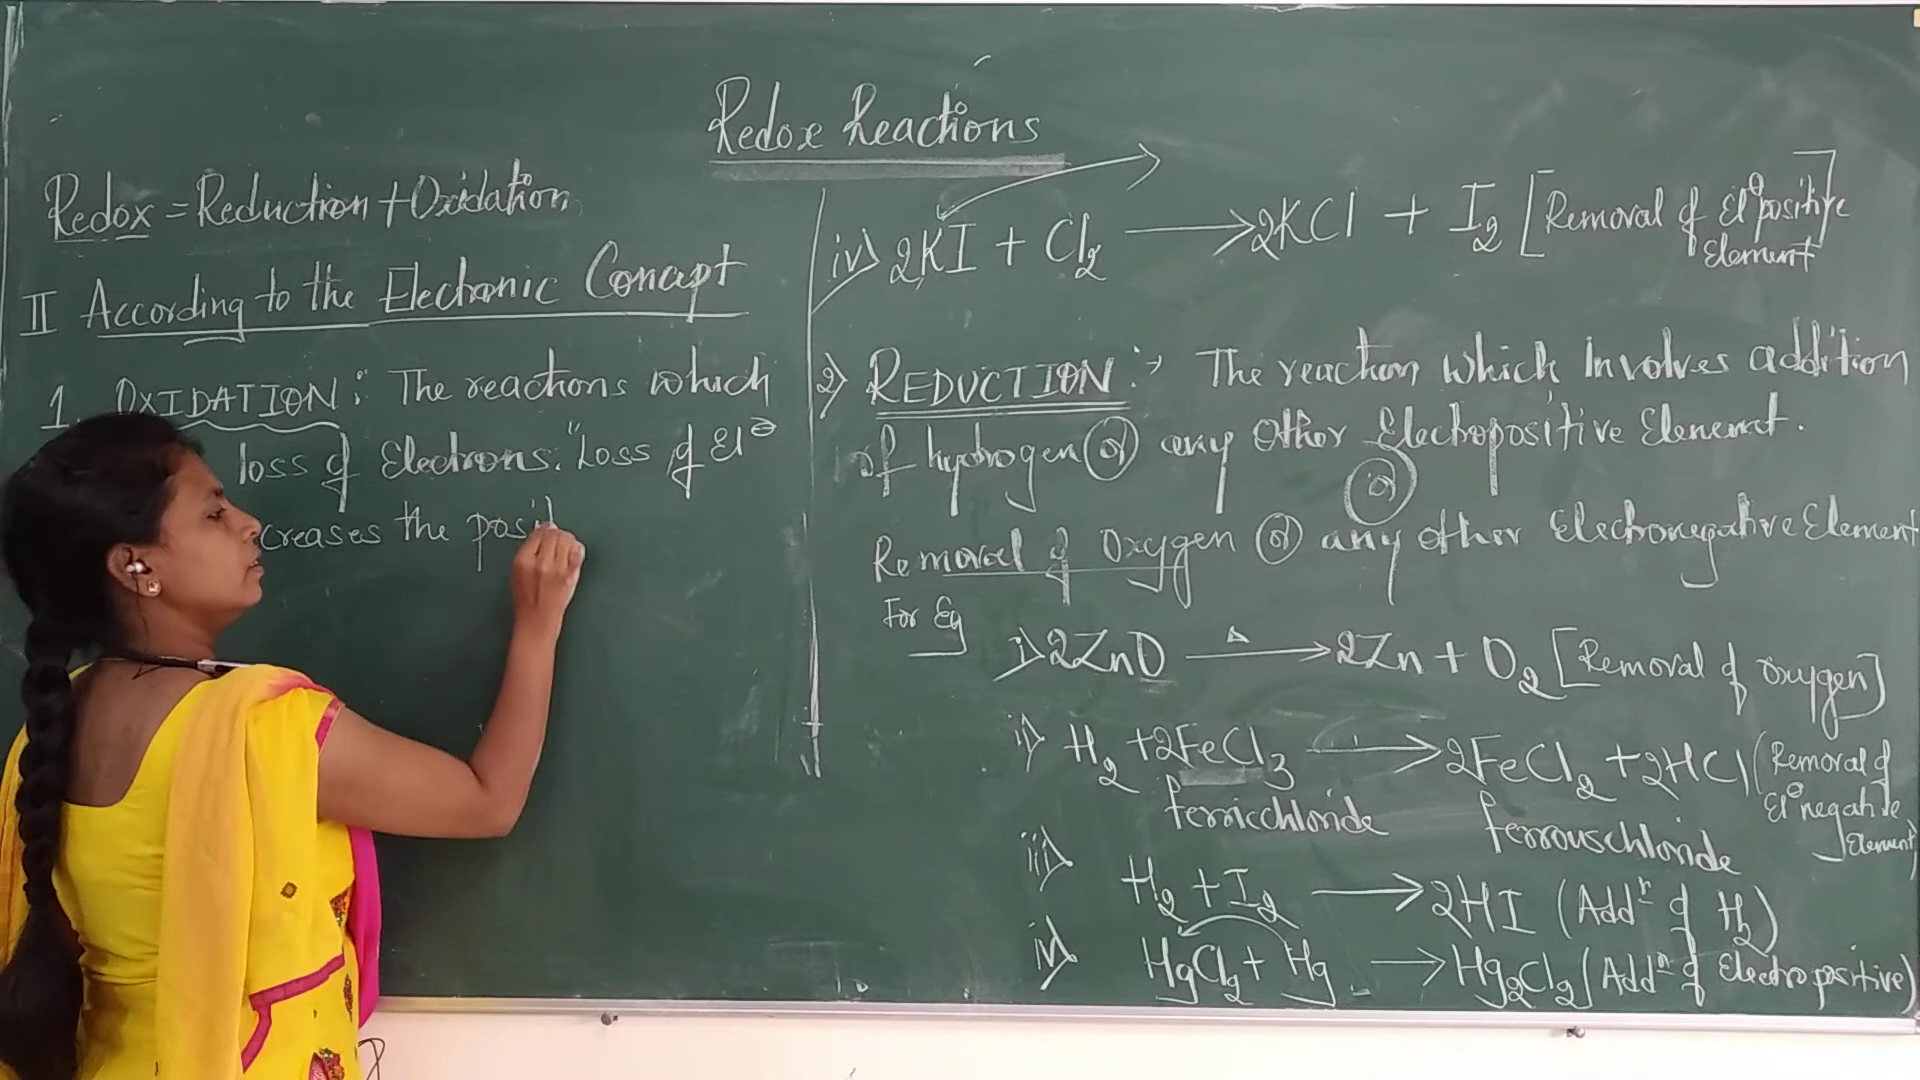 Redox Reactions
Redox = Reduction + Oxidation
II According to the Electronic Concept
1. OXIDATION : The reactions which
loss of Electrons. "Loss of El⊖
creases the posit
iv) 2KI + Cl₂ ⟶ 2KCl + I₂ [Removal of El⊖positive
Element]
2) REDUCTION : The reaction which Involves addition
of hydrogen (or) any other Electropositive Element.
(or)
Removal of Oxygen (or) any other Electronegative Element
For Eg
i) 2ZnO ⟶ Δ 2Zn + O₂ [Removal of oxygen]
ii) H₂ + 2FeCl₃ ⟶ 2FeCl₂ + 2HCl (Removal of
El⊖negative
Element)
ferricchloride ferrouschloride
iii) H₂ + I₂ ⟶ 2HI (Addⁿ of H₂)
iv) HgCl₂ + Hg ⟶ Hg₂Cl₂ (Addⁿ of Electropositive)